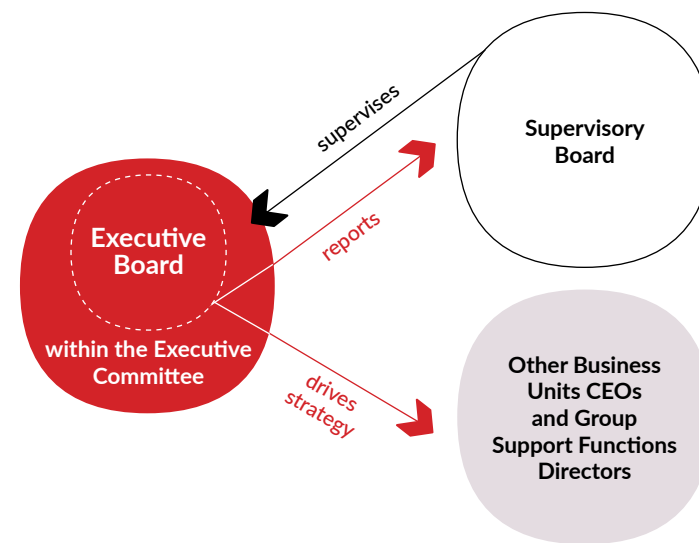 supervises
Supervisory
Board
reports
Executive
Board
within the Executive
Committee
drives
strategy
Other Business
Units CEOs
and Group
Support Functions
Directors